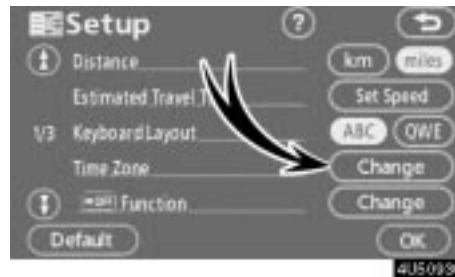 Setup ?
Distance km miles
Estimated Travel T Set Speed
1/3 Keyboard Layout ABC QWE
Time Zone Change
OFF Function Change
Default OK
4U5093